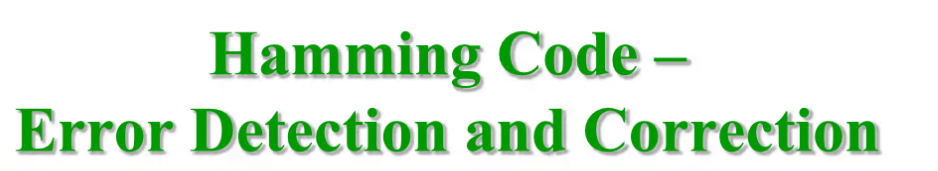 Hamming Code –
Error Detection and Correction